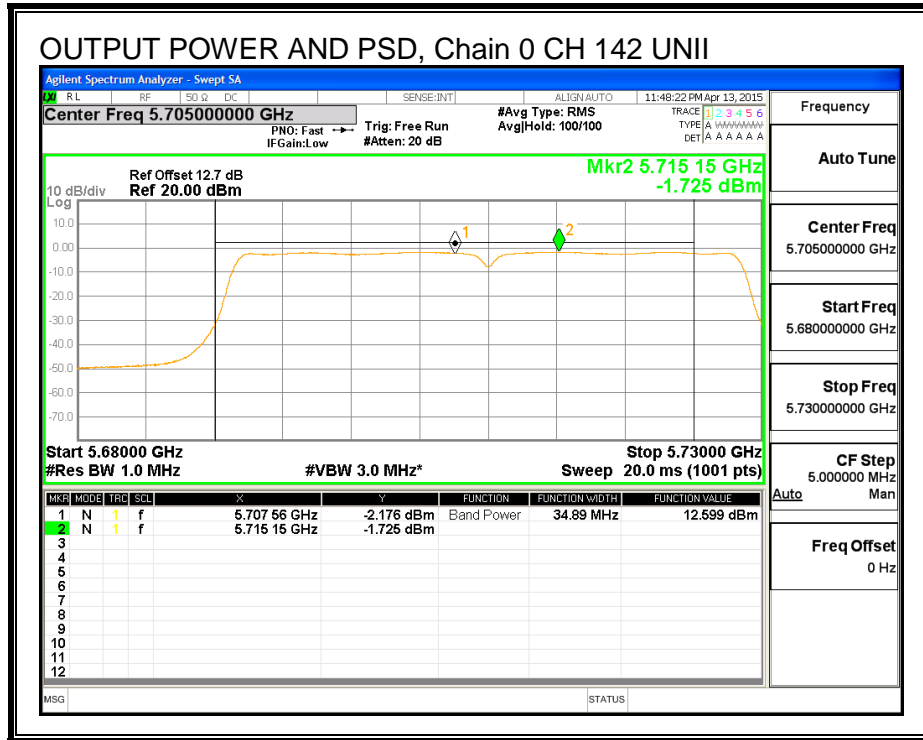 OUTPUT POWER AND PSD, Chain 0 CH 142 UNII
Agilent Spectrum Analyzer - Swept SA
LXI RL RF 50 Ω DC SENSE:INT ALIGN AUTO 11:48:22 PM Apr 13, 2015
Center Freq 5.705000000 GHz
PNO: Fast
IFGain:Low
Trig: Free Run
#Atten: 20 dB
#Avg Type: RMS
Avg|Hold: 100/100
TRACE 1 2 3 4 5 6
TYPE A WWWWW
DET A A A A A A
Ref Offset 12.7 dB
10 dB/div Ref 20.00 dBm
Log
Mkr2 5.715 15 GHz
-1.725 dBm
10.0
0.00
-10.0
-20.0
-30.0
-40.0
-50.0
-60.0
-70.0
1
2
Start 5.68000 GHz Stop 5.73000 GHz
#Res BW 1.0 MHz #VBW 3.0 MHz* Sweep 20.0 ms (1001 pts)
MKR MODE TRC SCL X Y FUNCTION FUNCTION WIDTH FUNCTION VALUE
1 N 1 f 5.707 56 GHz -2.176 dBm Band Power 34.89 MHz 12.599 dBm
2 N 1 f 5.715 15 GHz -1.725 dBm
3
4
5
6
7
8
9
10
11
12
MSG STATUS
Frequency
Auto Tune
Center Freq
5.705000000 GHz
Start Freq
5.680000000 GHz
Stop Freq
5.730000000 GHz
CF Step
5.000000 MHz
Auto Man
Freq Offset
0 Hz